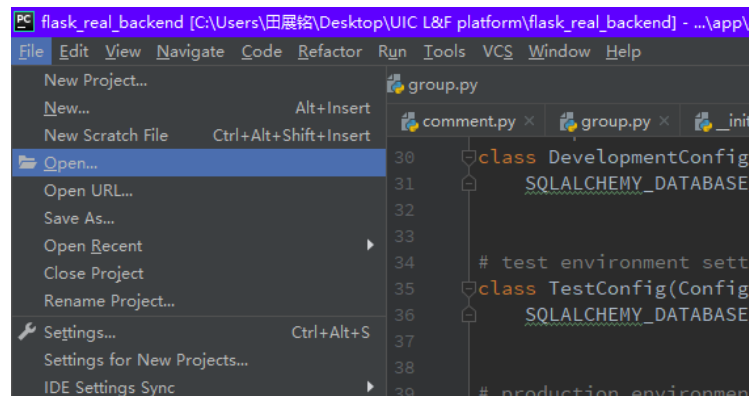 PC flask_real_backend [C:\Users\田展铭\Desktop\UIC L&F platform\flask_real_backend] - ...\app\
File Edit View Navigate Code Refactor Run Tools VCS Window Help
New Project...
New... Alt+Insert
New Scratch File Ctrl+Alt+Shift+Insert
Open...
Open URL...
Save As...
Open Recent
Close Project
Rename Project...
Settings... Ctrl+Alt+S
Settings for New Projects...
IDE Settings Sync
group.py
comment.py group.py __init
30 class DevelopmentConfig
31 SQLALCHEMY_DATABASE
32
33
34 # test environment sett
35 class TestConfig(Config
36 SQLALCHEMY_DATABASE
37
38
39 # production environmen